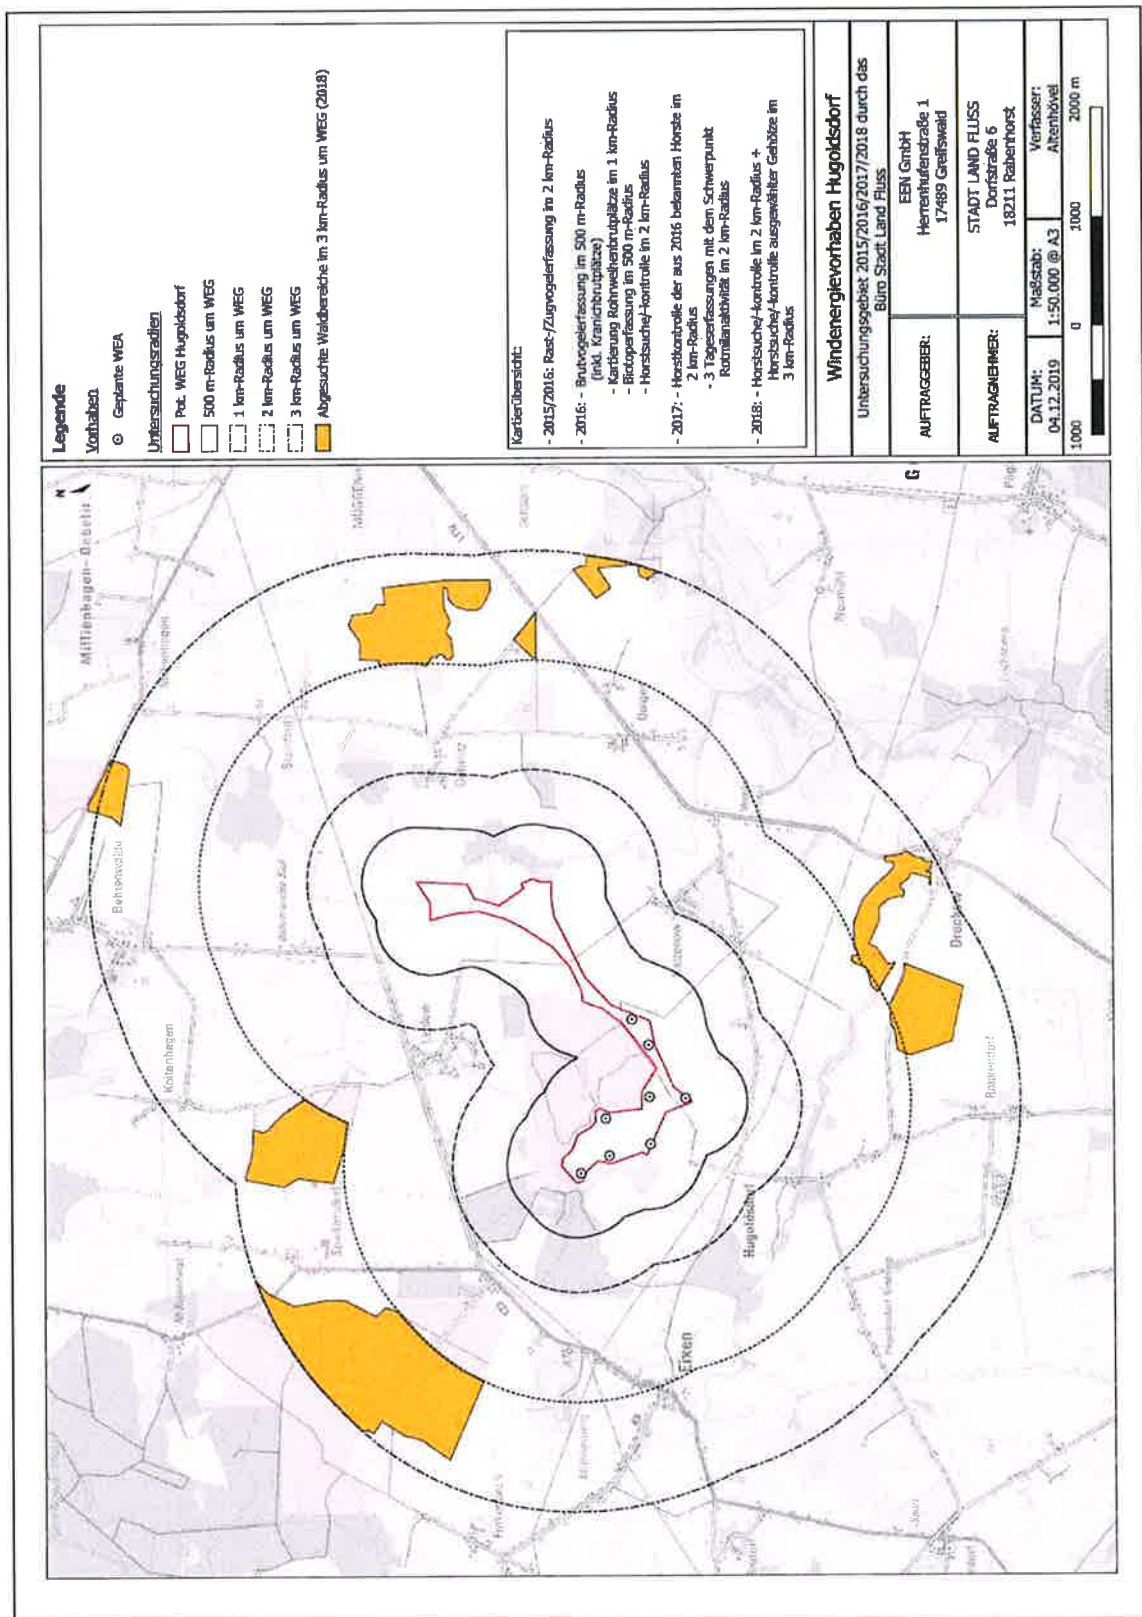 Legende
Vorhaben
Geplante WEA
Untersuchungsradien
Pot. WEG Hugoldsdorf
500 m-Radius um WEG
1 km-Radius um WEG
2 km-Radius um WEG
3 km-Radius um WEG
Abgesuchte Waldbereiche im 3 km-Radius um WEG (2018)
Kartierübersicht:
- 2015/2016: Rast-/Zugvogelerfassung im 2 km-Radius
- 2016: - Brutvogelerfassung im 500 m-Radius
(inkl. Kranichbrutplätze)
- Kartierung Rohrweihenbrutplätze im 1 km-Radius
- Biotoperfassung im 500 m-Radius
- Horstsuche/-kontrolle im 2 km-Radius
- 2017: - Horstkontrolle der aus 2016 bekannten Horste im
2 km-Radius
- 3 Tageserfassungen mit dem Schwerpunkt
Rotmilanaktivität im 2 km-Radius
- 2018: - Horstsuche/-kontrolle im 2 km-Radius +
Horstsuche/-kontrolle ausgewählter Gehölze im
3 km-Radius
Windenergievorhaben Hugoldsdorf
Untersuchungsgebiet 2015/2016/2017/2018 durch das
Büro Stadt Land Fluss
AUFTRAGGEBER:
EEN GmbH
Herrenhufenstraße 1
17489 Greifswald
AUFTRAGNEHMER:
STADT LAND FLUSS
Dorfstraße 6
18211 Rabenhorst
DATUM:
04.12.2019
Maßstab:
1:50.000 @ A3
Verfasser:
Altenhövel
1000 0 1000 2000 m
N
Millienhagen-Oebelitz
Behrenwalde
Koitenhagen
Hugoldsdorf
Eixen
Drechow
G